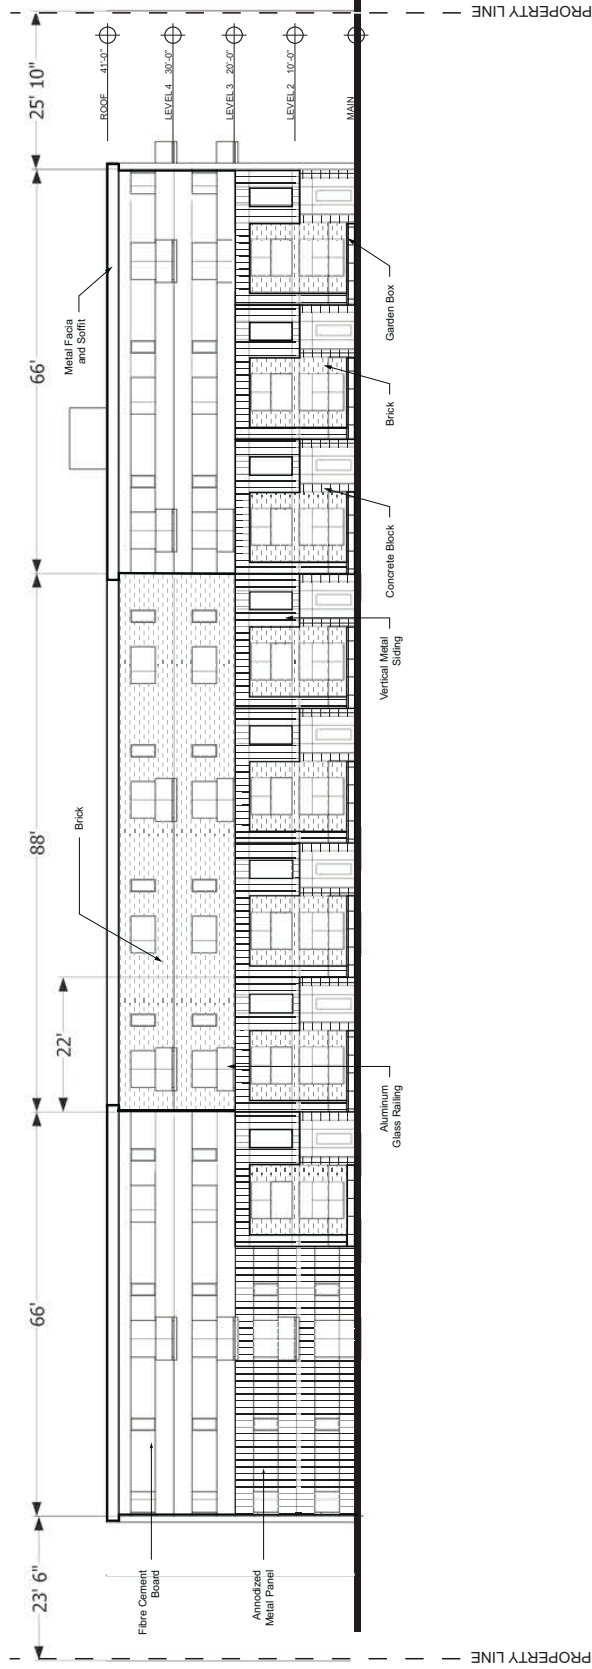 23' 6"
66'
88'
66'
25' 10"
22'
ROOF 41'-0"
LEVEL 4 30'-0"
LEVEL 3 20'-0"
LEVEL 2 10'-0"
MAIN
Fibre Cement
Board
Annodized
Metal Panel
Brick
Metal Facia
and Soffit
Aluminum
Glass Railing
Vertical Metal
Siding
Concrete Block
Brick
Garden Box
PROPERTY LINE
PROPERTY LINE